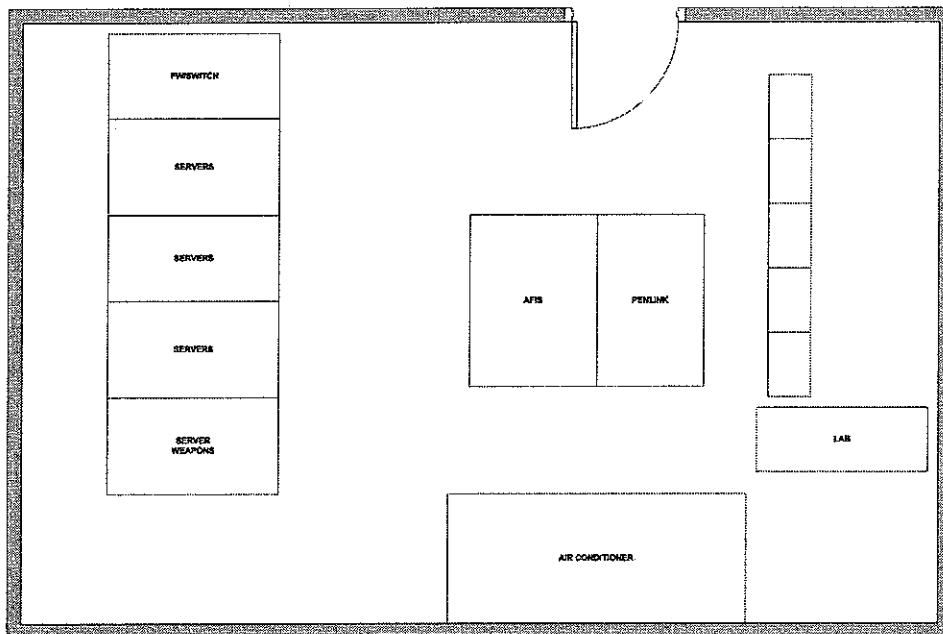 FW/SWITCH
SERVERS
SERVERS
SERVERS
SERVER
WEAPONS
AFIS
PENLINK
LAB
AIR CONDITIONER